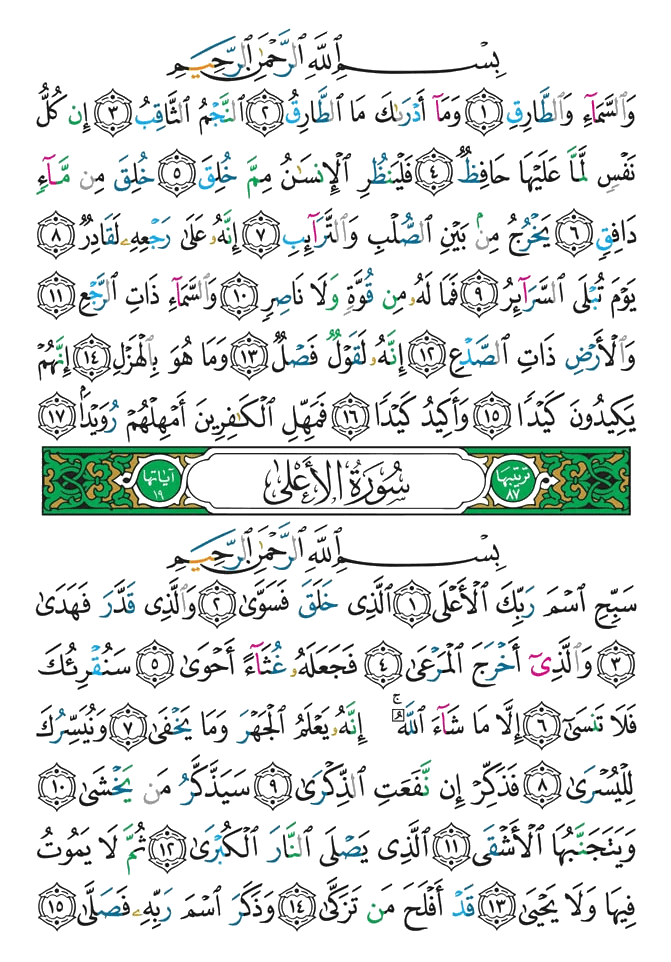 بِسْمِ ٱللَّهِ ٱلرَّحْمَٰنِ ٱلرَّحِيمِ
وَٱلسَّمَآءِ وَٱلطَّارِقِ ١ وَمَآ أَدْرَىٰكَ مَا ٱلطَّارِقُ ٢ ٱلنَّجْمُ ٱلثَّاقِبُ ٣ إِن كُلُّ
نَفْسٍ لَّمَّا عَلَيْهَا حَافِظٌ ٤ فَلْيَنظُرِ ٱلْإِنسَٰنُ مِمَّ خُلِقَ ٥ خُلِقَ مِن مَّآءٍ
دَافِقٍ ٦ يَخْرُجُ مِنۢ بَيْنِ ٱلصُّلْبِ وَٱلتَّرَآئِبِ ٧ إِنَّهُۥ عَلَىٰ رَجْعِهِۦ لَقَادِرٌ ٨
يَوْمَ تُبْلَى ٱلسَّرَآئِرُ ٩ فَمَا لَهُۥ مِن قُوَّةٍ وَلَا نَاصِرٍ ١٠ وَٱلسَّمَآءِ ذَاتِ ٱلرَّجْعِ ١١
وَٱلْأَرْضِ ذَاتِ ٱلصَّدْعِ ١٢ إِنَّهُۥ لَقَوْلٌ فَصْلٌ ١٣ وَمَا هُوَ بِٱلْهَزْلِ ١٤ إِنَّهُمْ
يَكِيدُونَ كَيْدًا ١٥ وَأَكِيدُ كَيْدًا ١٦ فَمَهِّلِ ٱلْكَٰفِرِينَ أَمْهِلْهُمْ رُوَيْدًۢا ١٧
ترتيبها ٨٧ سُورَةُ الأَعْلَى آياتها ١٩
بِسْمِ ٱللَّهِ ٱلرَّحْمَٰنِ ٱلرَّحِيمِ
سَبِّحِ ٱسْمَ رَبِّكَ ٱلْأَعْلَى ١ ٱلَّذِى خَلَقَ فَسَوَّىٰ ٢ وَٱلَّذِى قَدَّرَ فَهَدَىٰ
٣ وَٱلَّذِىٓ أَخْرَجَ ٱلْمَرْعَىٰ ٤ فَجَعَلَهُۥ غُثَآءً أَحْوَىٰ ٥ سَنُقْرِئُكَ
فَلَا تَنسَىٰٓ ٦ إِلَّا مَا شَآءَ ٱللَّهُ ۚ إِنَّهُۥ يَعْلَمُ ٱلْجَهْرَ وَمَا يَخْفَىٰ ٧ وَنُيَسِّرُكَ
لِلْيُسْرَىٰ ٨ فَذَكِّرْ إِن نَّفَعَتِ ٱلذِّكْرَىٰ ٩ سَيَذَّكَّرُ مَن يَخْشَىٰ ١٠
وَيَتَجَنَّبُهَا ٱلْأَشْقَى ١١ ٱلَّذِى يَصْلَى ٱلنَّارَ ٱلْكُبْرَىٰ ١٢ ثُمَّ لَا يَمُوتُ
فِيهَا وَلَا يَحْيَىٰ ١٣ قَدْ أَفْلَحَ مَن تَزَكَّىٰ ١٤ وَذَكَرَ ٱسْمَ رَبِّهِۦ فَصَلَّىٰ ١٥